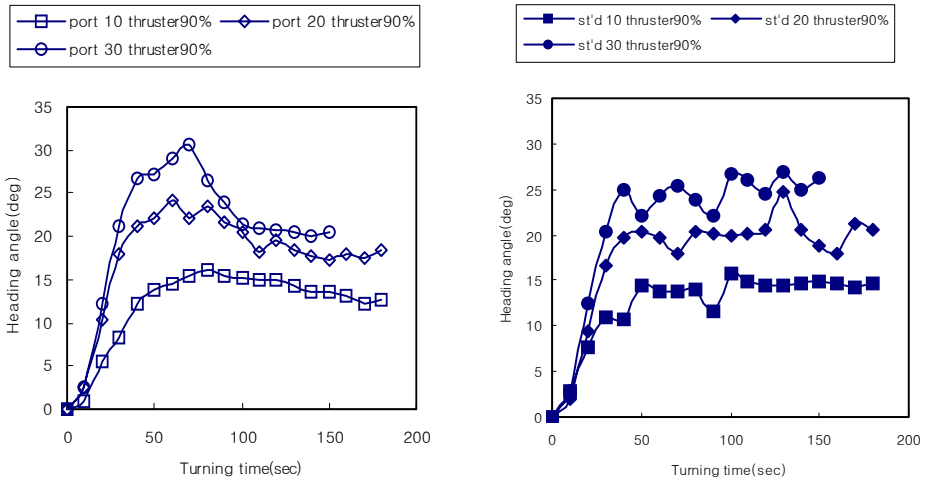 port 10 thruster90% port 20 thruster90%
port 30 thruster90%
35
30
25
20
15
10
5
0
Heading angle(deg)
0 50 100 150 200
Turning time(sec)
st'd 10 thruster90% st'd 20 thruster90%
st'd 30 thruster90%
35
30
25
20
15
10
5
0
Heading angle(deg)
0 50 100 150 200
Turning time(sec)